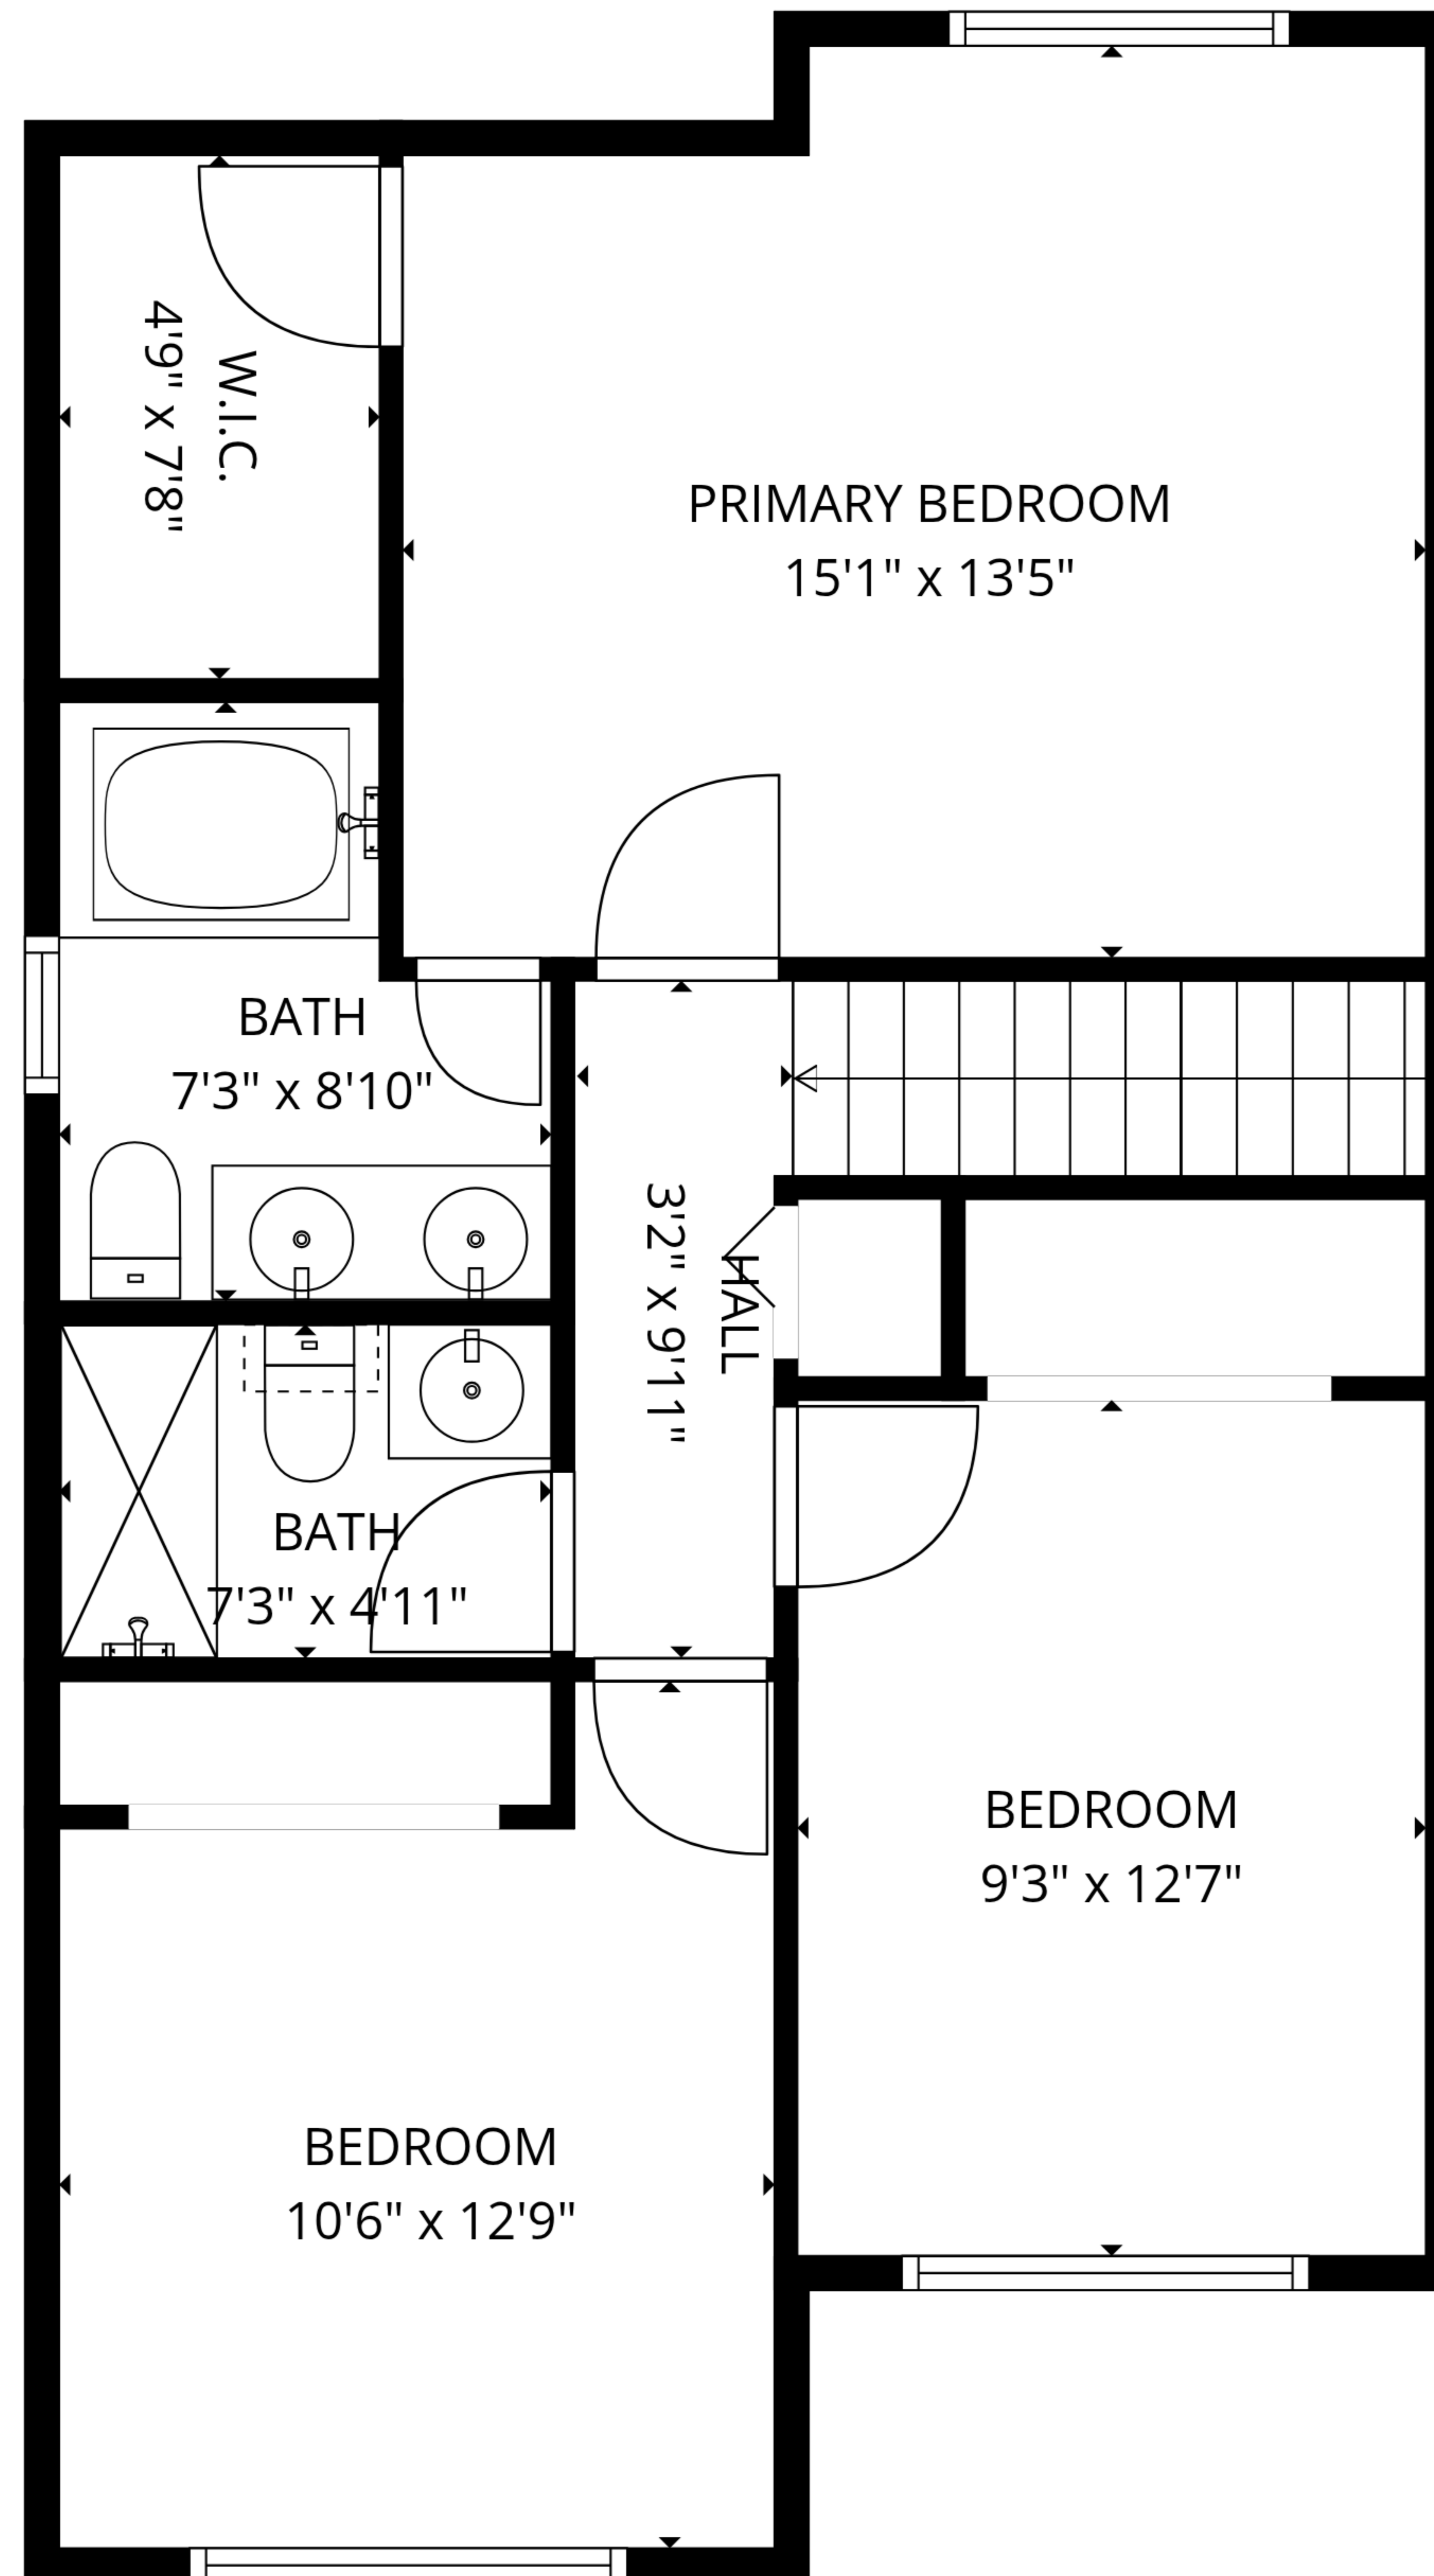 W.I.C.
4'9" x 7'8"
PRIMARY BEDROOM
15'1" x 13'5"
BATH
7'3" x 8'10"
HALL
3'2" x 9'11"
BATH
7'3" x 4'11"
BEDROOM
9'3" x 12'7"
BEDROOM
10'6" x 12'9"